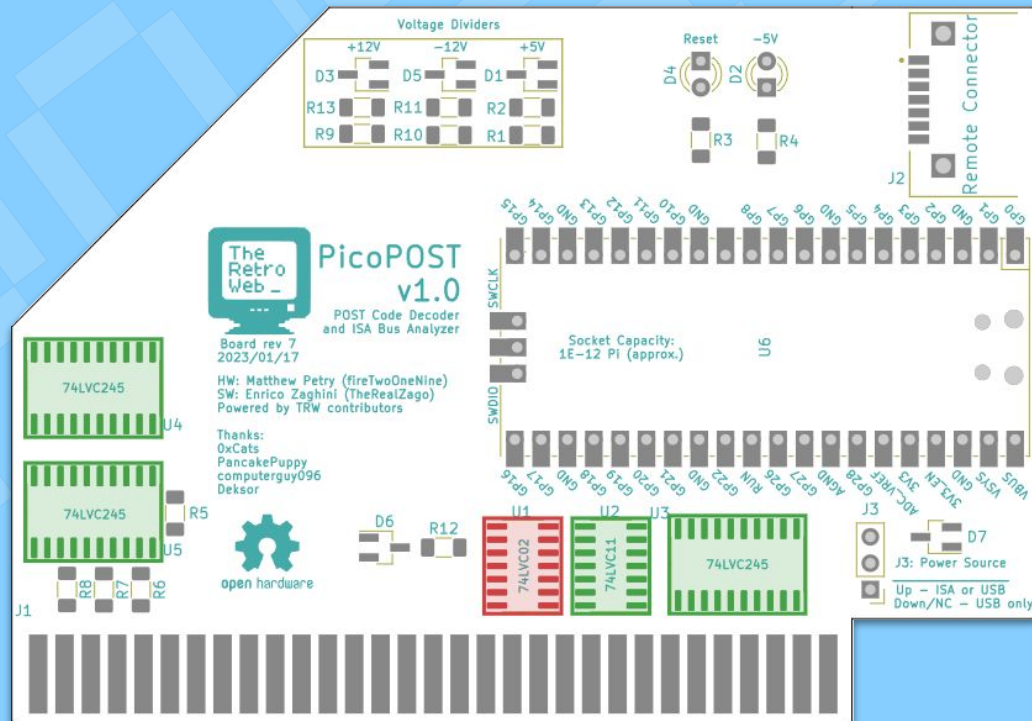 Voltage Dividers
+12V
-12V
+5V
D3
D5
D1
R13
R11
R2
R9
R10
R1
Reset
-5V
D4
D2
R3
R4
Remote Connector
J2
GP15
GP14
GND
GP13
GP12
GP11
GP10
GND
GP8
GP7
GP6
GND
GP5
GP4
GP3
GP2
GND
GP1
GP0
The
Retro
Web _
PicoPOST
v1.0
POST Code Decoder
and ISA Bus Analyzer
Board rev 7
2023/01/17
HW: Matthew Petry (fireTwoOneNine)
SW: Enrico Zaghini (TheRealZago)
Powered by TRW contributors
Thanks:
0xCats
PancakePuppy
computerguy096
Deksor
open hardware
SWCLK
SWDIO
Socket Capacity:
1E-12 Pi (approx.)
U6
GP16
GP17
GND
GP18
GP19
GP20
GP21
GND
GP22
RUN
GP26
GP27
AGND
GP28
ADC_VREF
3V3
3V3_EN
GND
VSYS
VBUS
74LVC245
U4
74LVC245
U5
R5
R8
R7
R6
J1
D6
R12
U1
74LVC02
U2
74LVC11
U3
74LVC245
J3
D7
J3: Power Source
Up - ISA or USB
Down/NC - USB only